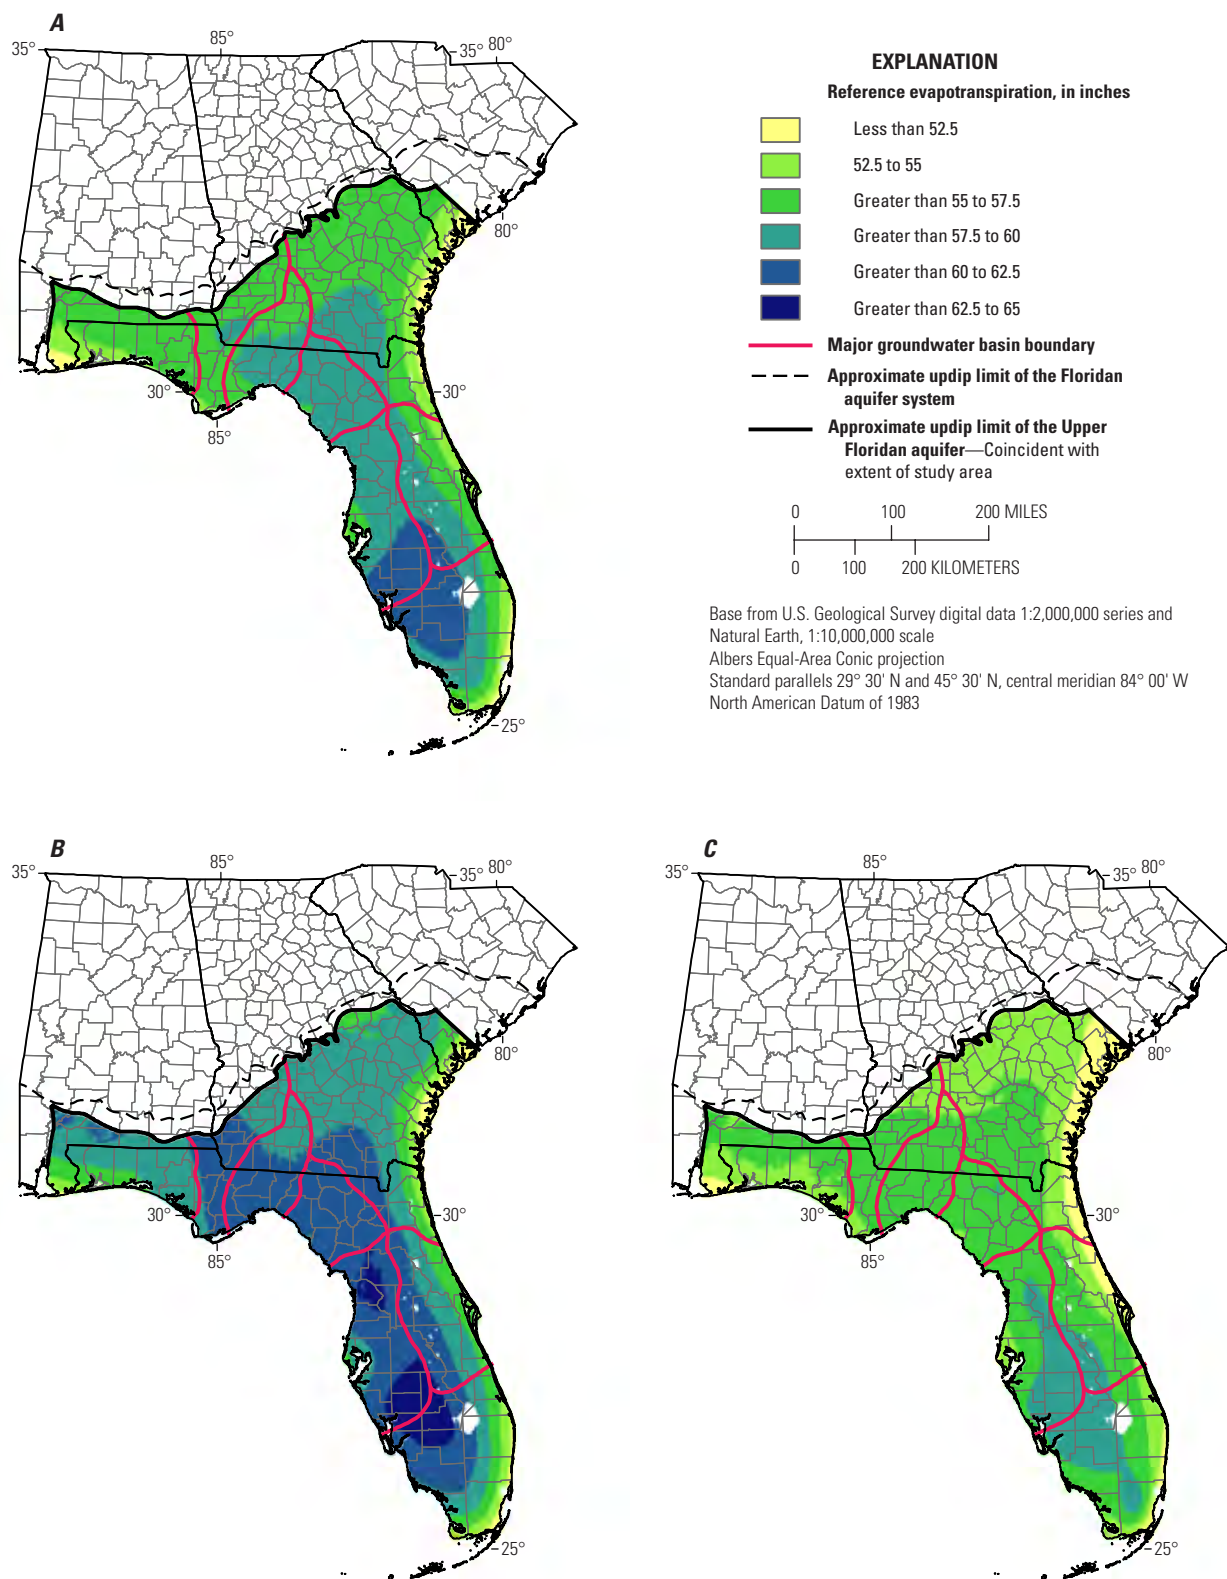 A
85°
35°
35° 80°
80°
30°
30°
85°
25°
EXPLANATION
Reference evapotranspiration, in inches
Less than 52.5
52.5 to 55
Greater than 55 to 57.5
Greater than 57.5 to 60
Greater than 60 to 62.5
Greater than 62.5 to 65
Major groundwater basin boundary
Approximate updip limit of the Floridan
aquifer system
Approximate updip limit of the Upper
Floridan aquifer—Coincident with
extent of study area
0 100 200 MILES
0 100 200 KILOMETERS
Base from U.S. Geological Survey digital data 1:2,000,000 series and
Natural Earth, 1:10,000,000 scale
Albers Equal-Area Conic projection
Standard parallels 29° 30' N and 45° 30' N, central meridian 84° 00' W
North American Datum of 1983
B
85°
35°
35° 80°
80°
30°
30°
85°
25°
C
85°
35°
35° 80°
80°
30°
30°
85°
25°